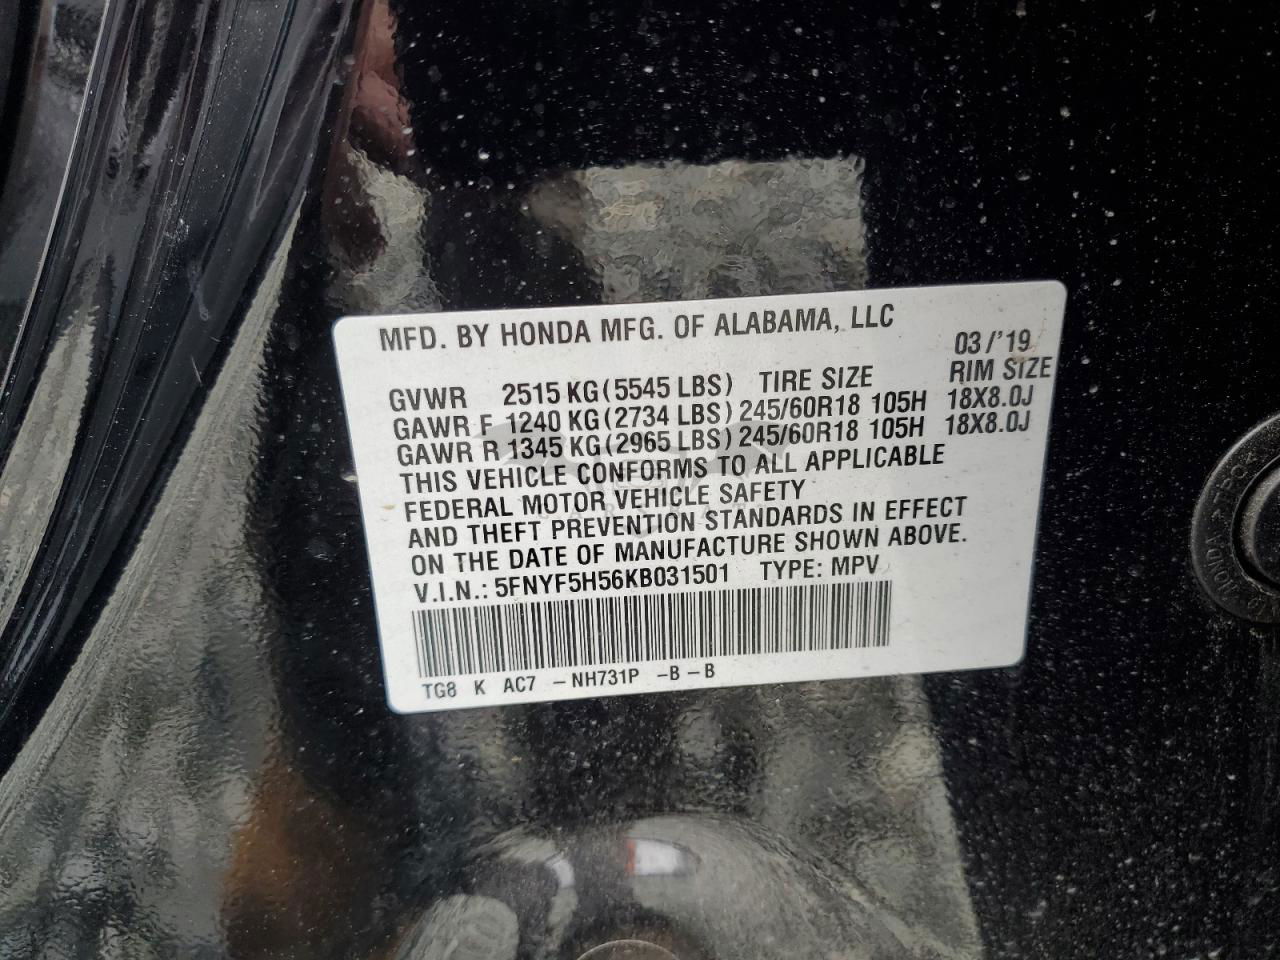 MFD. BY HONDA MFG. OF ALABAMA, LLC
03/'19
GVWR 2515 KG(5545 LBS) TIRE SIZE RIM SIZE
GAWR F 1240 KG(2734 LBS) 245/60R18 105H 18X8.0J
GAWR R 1345 KG(2965 LBS) 245/60R18 105H 18X8.0J
THIS VEHICLE CONFORMS TO ALL APPLICABLE
FEDERAL MOTOR VEHICLE SAFETY
AND THEFT PREVENTION STANDARDS IN EFFECT
ON THE DATE OF MANUFACTURE SHOWN ABOVE.
V.I.N.: 5FNYF5H56KB031501 TYPE: MPV
TG8 K AC7 -NH731P -B-B